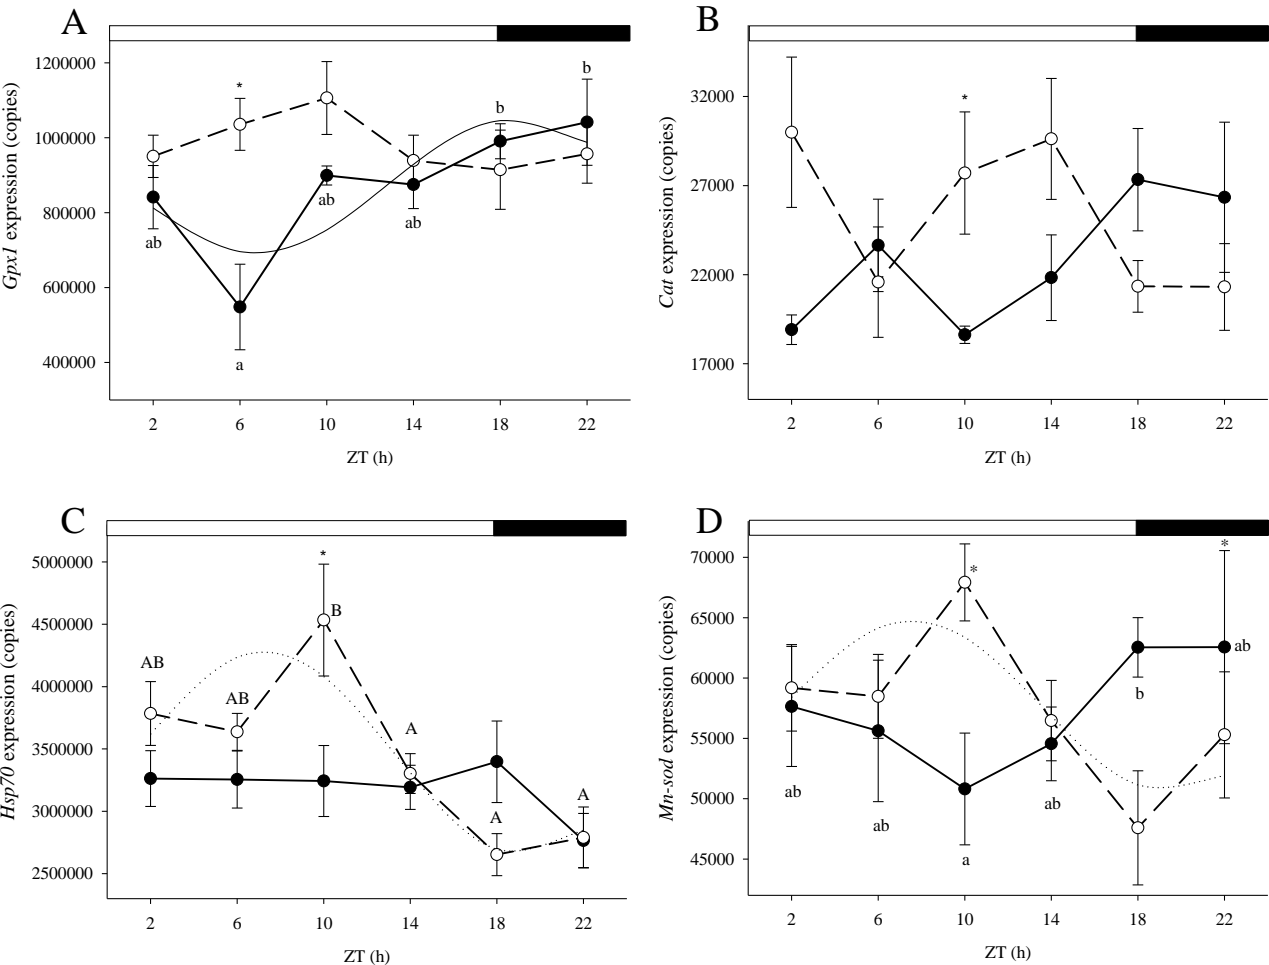 A
Gpx1 expression (copies)
1200000
1000000
800000
600000
400000
*
b
b
ab
ab
ab
a
2 6 10 14 18 22
ZT (h)
B
Cat expression (copies)
32000
27000
22000
17000
*
2 6 10 14 18 22
ZT (h)
C
Hsp70 expression (copies)
5000000
4500000
4000000
3500000
3000000
2500000
*
B
AB
AB
A
A
A
2 6 10 14 18 22
ZT (h)
D
Mn-sod expression (copies)
70000
65000
60000
55000
50000
45000
*
*
ab
b
ab
ab
ab
a
2 6 10 14 18 22
ZT (h)